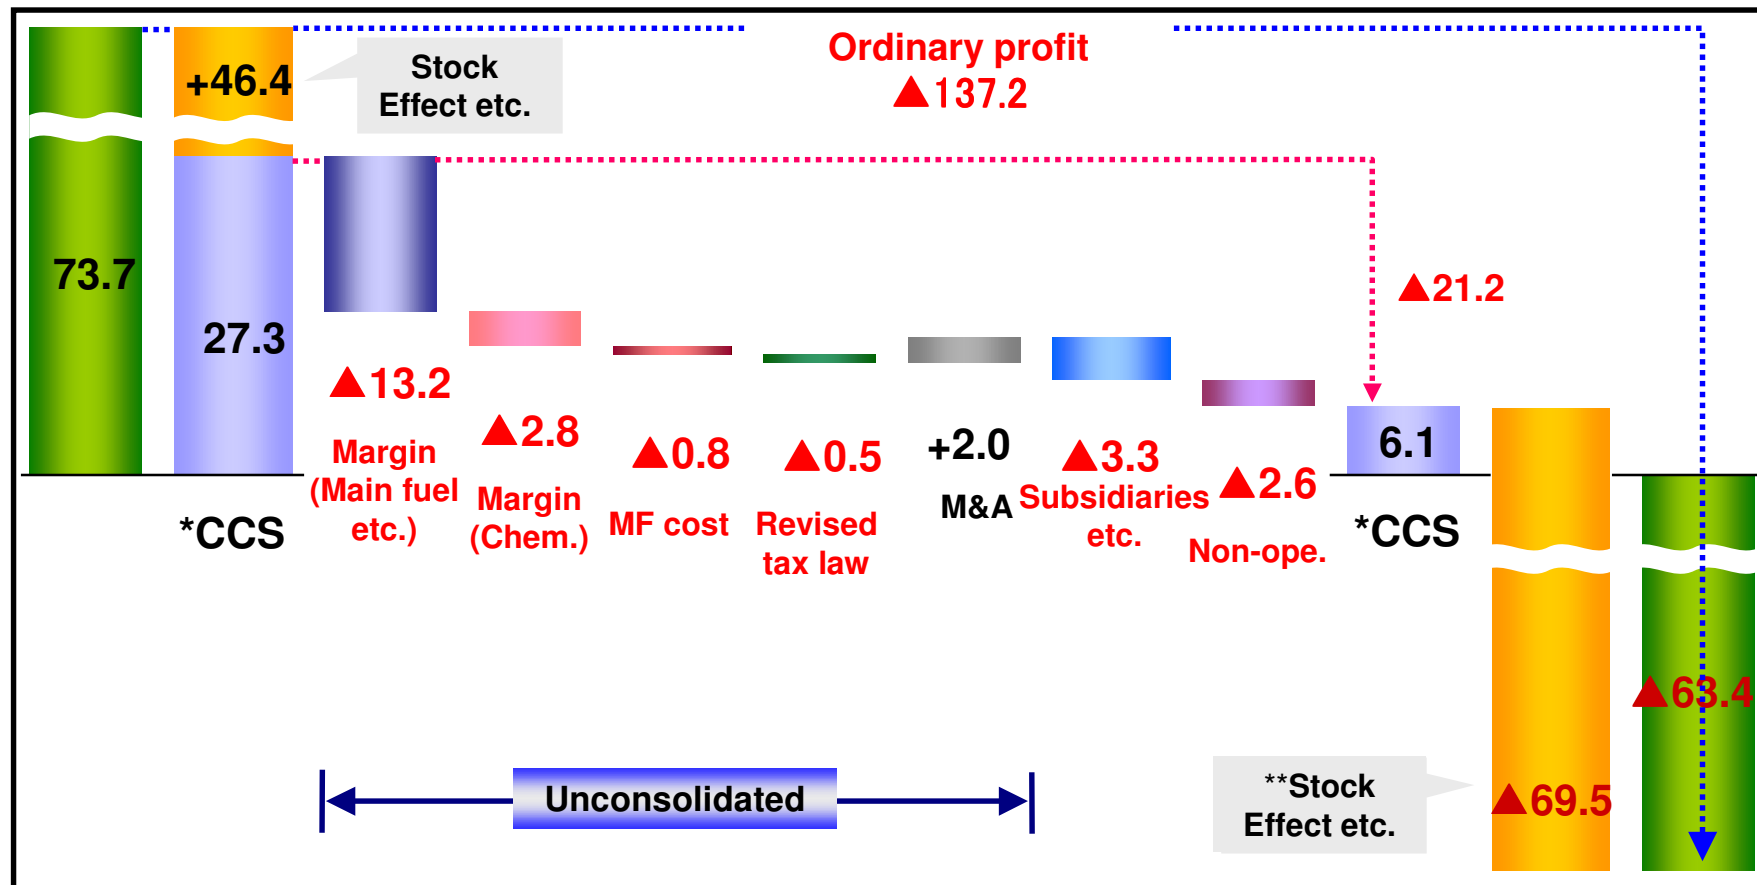 Ordinary profit
▲137.2
+46.4
Stock
Effect etc.
73.7
27.3
*CCS
▲13.2
Margin
(Main fuel
etc.)
▲2.8
Margin
(Chem.)
▲0.8
MF cost
▲0.5
Revised
tax law
+2.0
M&A
▲3.3
Subsidiaries
etc.
▲2.6
Non-ope.
▲21.2
6.1
*CCS
▲63.4
Unconsolidated
**Stock
Effect etc.
▲69.5